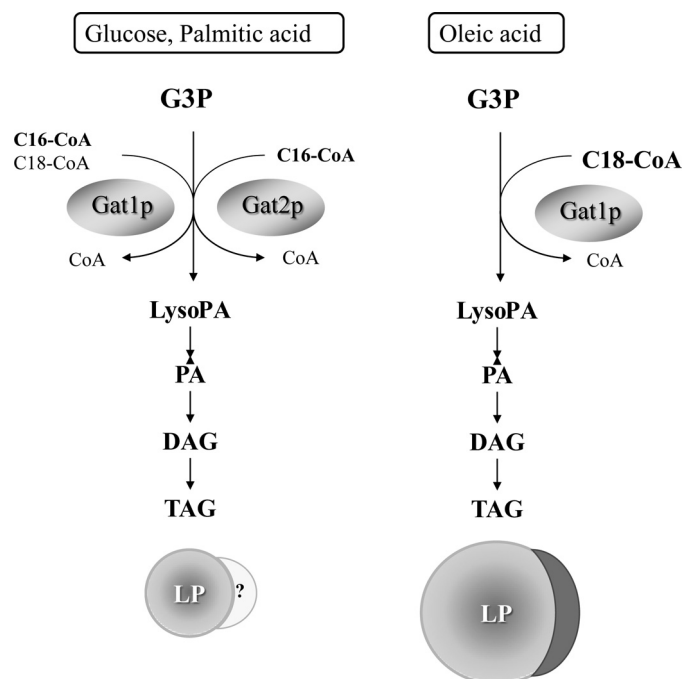 Glucose, Palmitic acid
G3P
C16-CoA
C18-CoA
C16-CoA
Gat1p
Gat2p
CoA
CoA
LysoPA
PA
DAG
TAG
LP
?
Oleic acid
G3P
C18-CoA
Gat1p
CoA
LysoPA
PA
DAG
TAG
LP